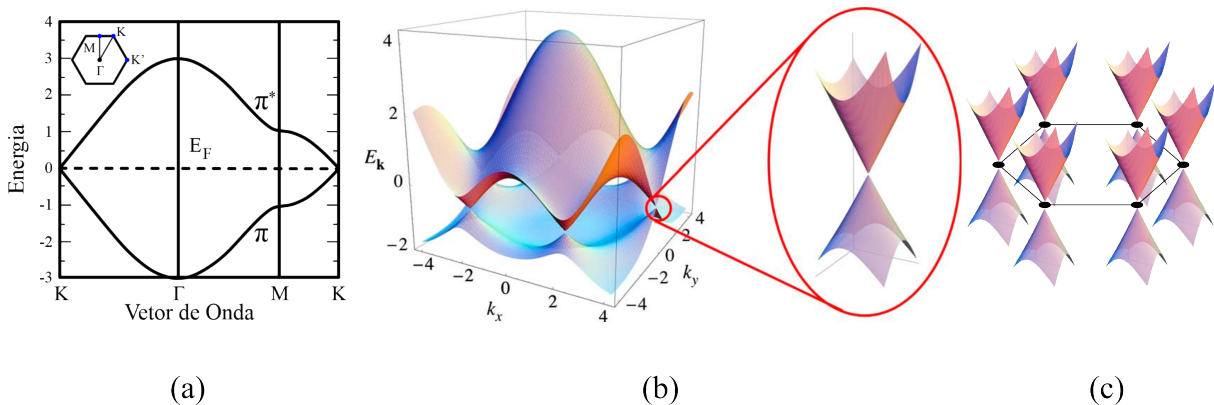 4
3
2
1
0
-1
-2
-3
Energia
K
M
Γ
K'
π*
E_F
π
K
Γ
M
K
Vetor de Onda
4
2
0
−2
E_k
−4
−2
0
2
4
k_x
−4
−2
0
2
4
k_y
(a)
(b)
(c)